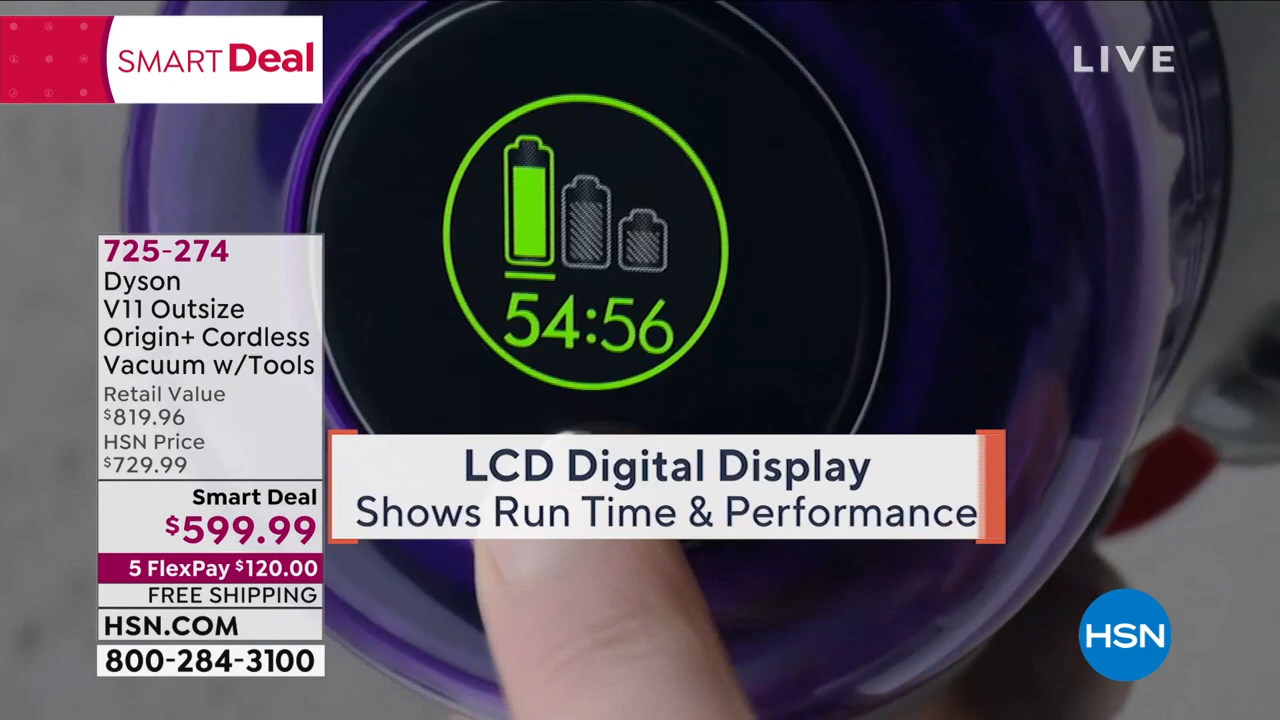 SMART Deal
LIVE
54:56
725-274
Dyson
V11 Outsize
Origin+ Cordless
Vacuum w/Tools
Retail Value
$819.96
HSN Price
$729.99
Smart Deal
$599.99
5 FlexPay $120.00
FREE SHIPPING
HSN.COM
800-284-3100
LCD Digital Display
Shows Run Time & Performance
HSN